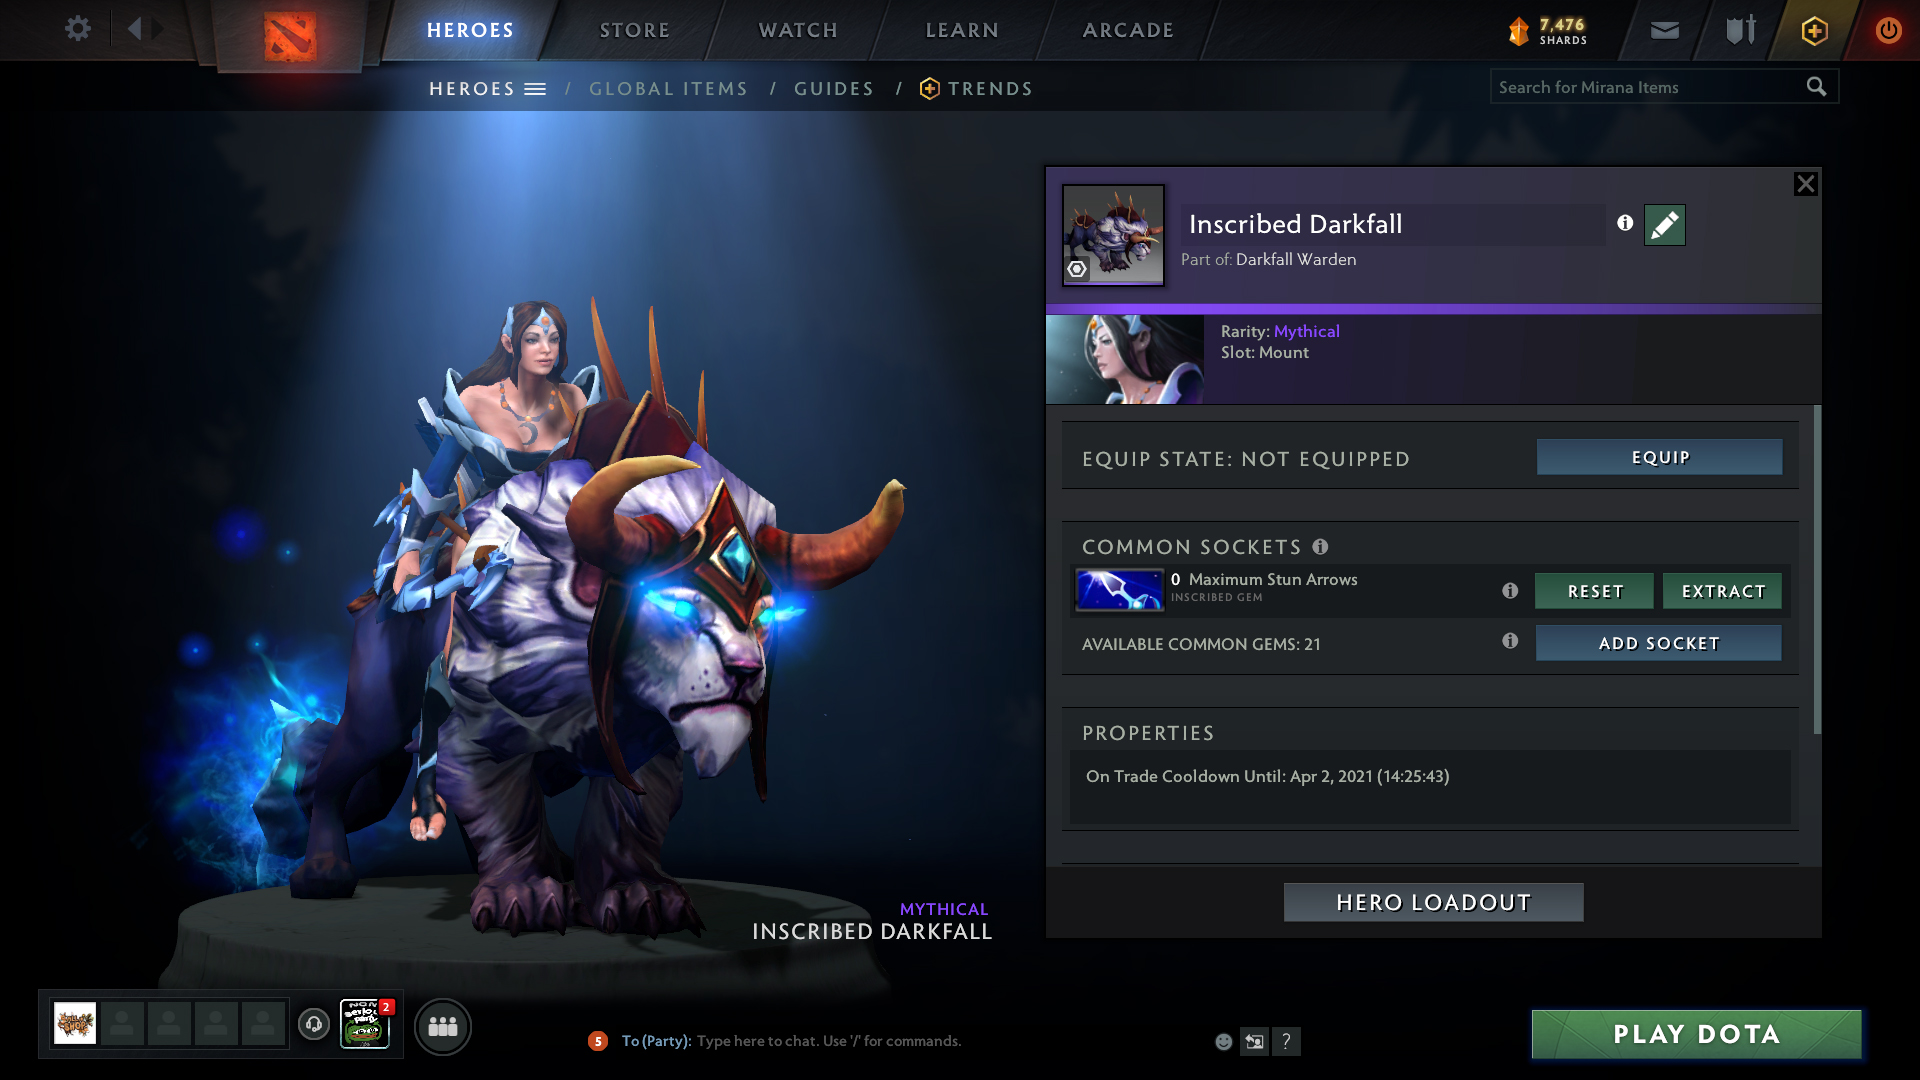 HEROES
STORE
WATCH
LEARN
ARCADE
7,476
SHARDS
HEROES / GLOBAL ITEMS / GUIDES / TRENDS
Search for Mirana Items
Inscribed Darkfall
Part of: Darkfall Warden
Rarity: Mythical
Slot: Mount
EQUIP STATE: NOT EQUIPPED
EQUIP
COMMON SOCKETS
0 Maximum Stun Arrows
INSCRIBED GEM
RESET
EXTRACT
AVAILABLE COMMON GEMS: 21
ADD SOCKET
PROPERTIES
On Trade Cooldown Until: Apr 2, 2021 (14:25:43)
HERO LOADOUT
MYTHICAL
INSCRIBED DARKFALL
2
5 To (Party): Type here to chat. Use '/' for commands.
?
PLAY DOTA